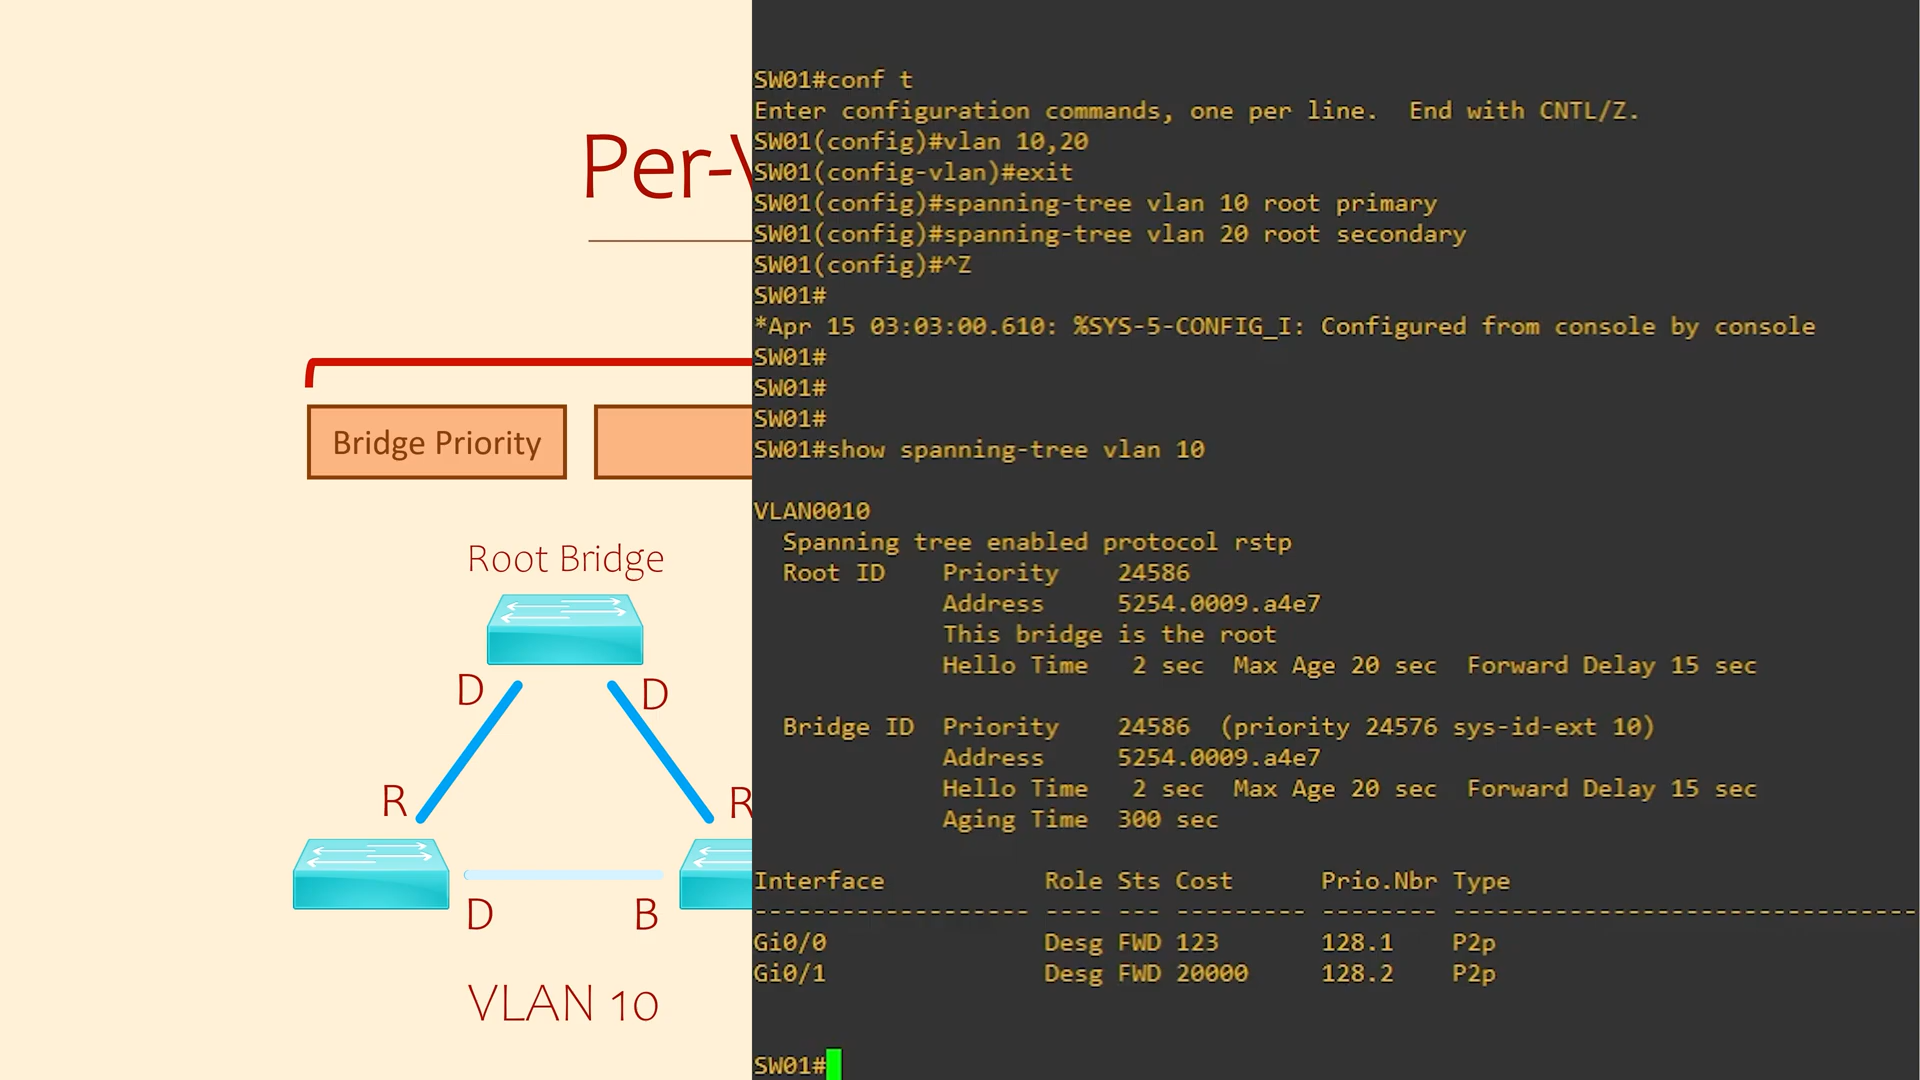 Per-
Bridge Priority
Root Bridge
D
D
R
R
D
B
VLAN 10
SW01#conf t
Enter configuration commands, one per line.  End with CNTL/Z.
SW01(config)#vlan 10,20
SW01(config-vlan)#exit
SW01(config)#spanning-tree vlan 10 root primary
SW01(config)#spanning-tree vlan 20 root secondary
SW01(config)#^Z
SW01#
*Apr 15 03:03:00.610: %SYS-5-CONFIG_I: Configured from console by console
SW01#
SW01#
SW01#
SW01#show spanning-tree vlan 10
VLAN0010
Spanning tree enabled protocol rstp
Root ID    Priority    24586
Address     5254.0009.a4e7
This bridge is the root
Hello Time   2 sec  Max Age 20 sec  Forward Delay 15 sec
Bridge ID  Priority    24586  (priority 24576 sys-id-ext 10)
Address     5254.0009.a4e7
Hello Time   2 sec  Max Age 20 sec  Forward Delay 15 sec
Aging Time  300 sec
Interface           Role Sts Cost      Prio.Nbr Type
------------------- ---- --- --------- -------- --------------------------------
Gi0/0               Desg FWD 123       128.1    P2p
Gi0/1               Desg FWD 20000     128.2    P2p
SW01#